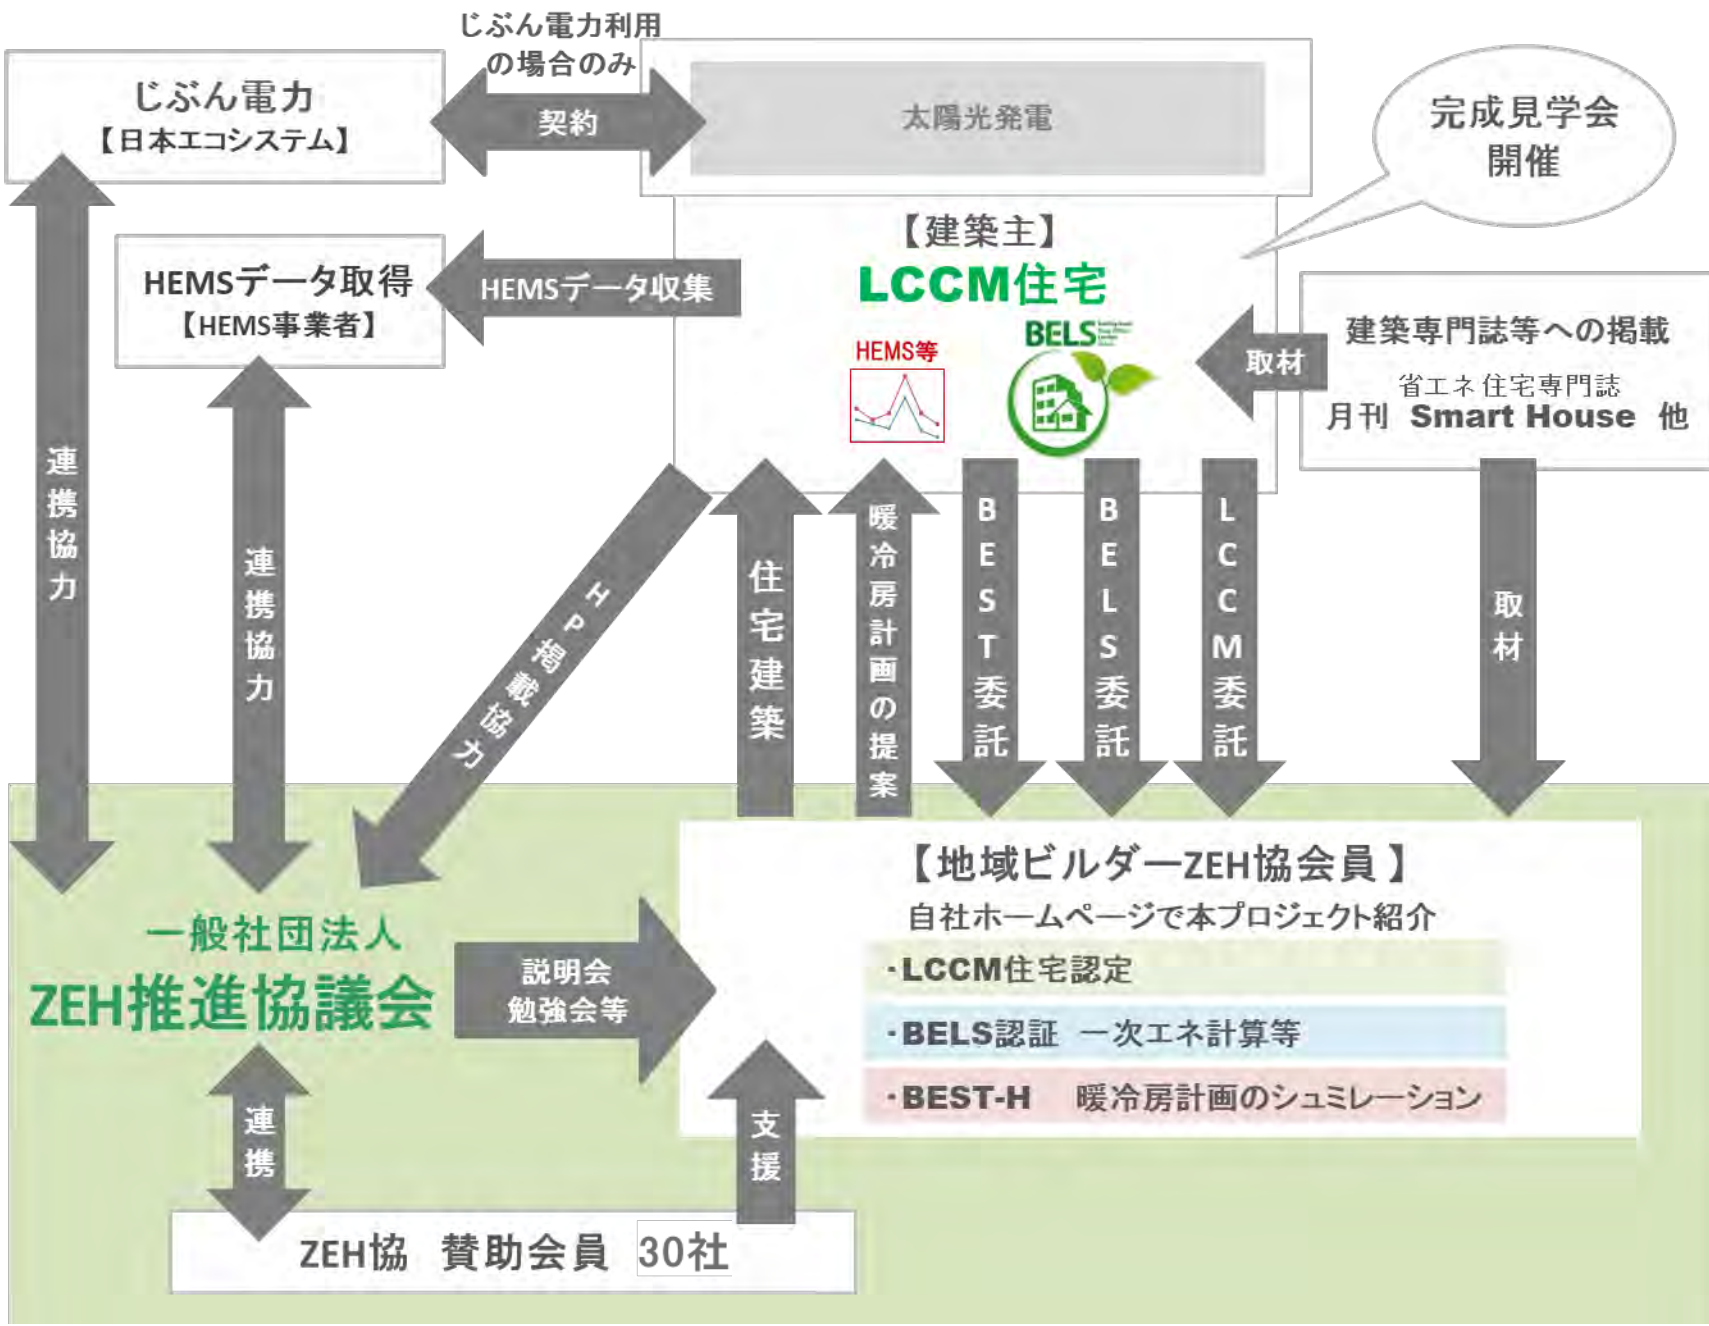 じぶん電力利用
の場合のみ
じぶん電力
【日本エコシステム】
契約
太陽光発電
完成見学会
開催
【建築主】
LCCM住宅
HEMSデータ取得
【HEMS事業者】
HEMSデータ収集
HEMS等
BELS
取材
建築専門誌等への掲載
省エネ住宅専門誌
月刊 Smart House 他
連携協力
連携協力
HP掲載協力
住宅建築
暖冷房計画の提案
BEST委託
BELS委託
LCCM委託
取材
【地域ビルダーZEH協会員】
自社ホームページで本プロジェクト紹介
・LCCM住宅認定
・BELS認証 一次エネ計算等
・BEST-H 暖冷房計画のシュミレーション
一般社団法人
ZEH推進協議会
説明会
勉強会等
連携
支援
ZEH協 賛助会員 30社